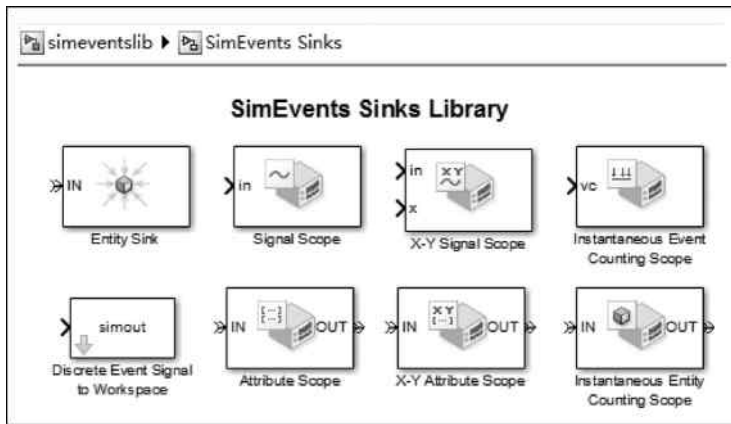 simeventslib ▶ SimEvents Sinks
SimEvents Sinks Library
IN
Entity Sink
in
Signal Scope
in
x
X Y
X-Y Signal Scope
vc
Instantaneous Event
Counting Scope
simout
Discrete Event Signal
to Workspace
IN
[...]
OUT
Attribute Scope
IN
X Y
[...]
OUT
X-Y Attribute Scope
IN
OUT
Instantaneous Entity
Counting Scope